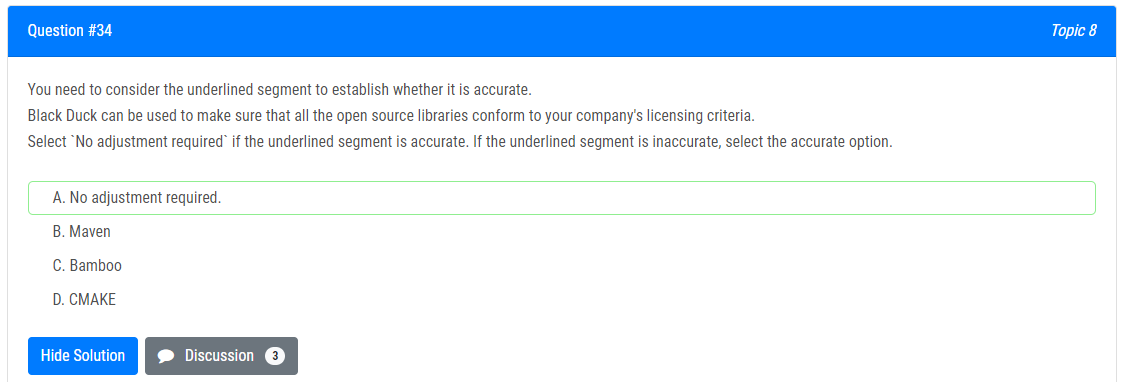 Question #34
Topic 8
You need to consider the underlined segment to establish whether it is accurate.
Black Duck can be used to make sure that all the open source libraries conform to your company's licensing criteria.
Select `No adjustment required` if the underlined segment is accurate. If the underlined segment is inaccurate, select the accurate option.
A. No adjustment required.
B. Maven
C. Bamboo
D. CMAKE
Hide Solution
Discussion 3